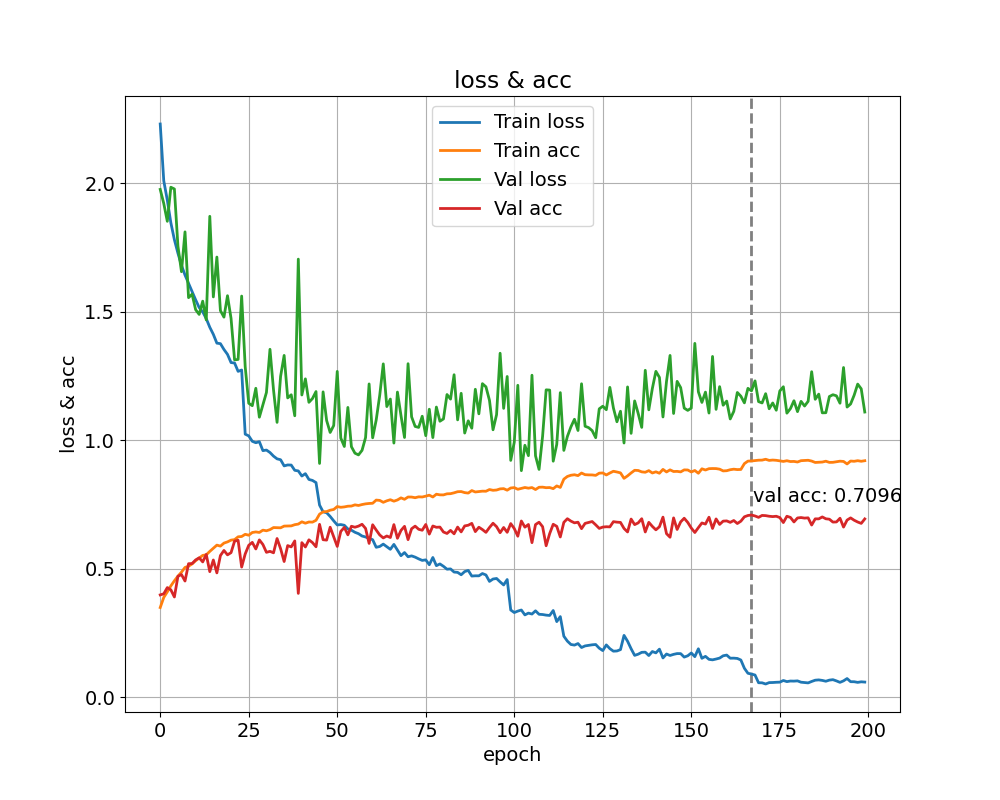 loss & acc
Train loss
Train acc
Val loss
Val acc
2.0
1.5
1.0
0.5
0.0
loss & acc
val acc: 0.7096
0 25 50 75 100 125 150 175 200
epoch